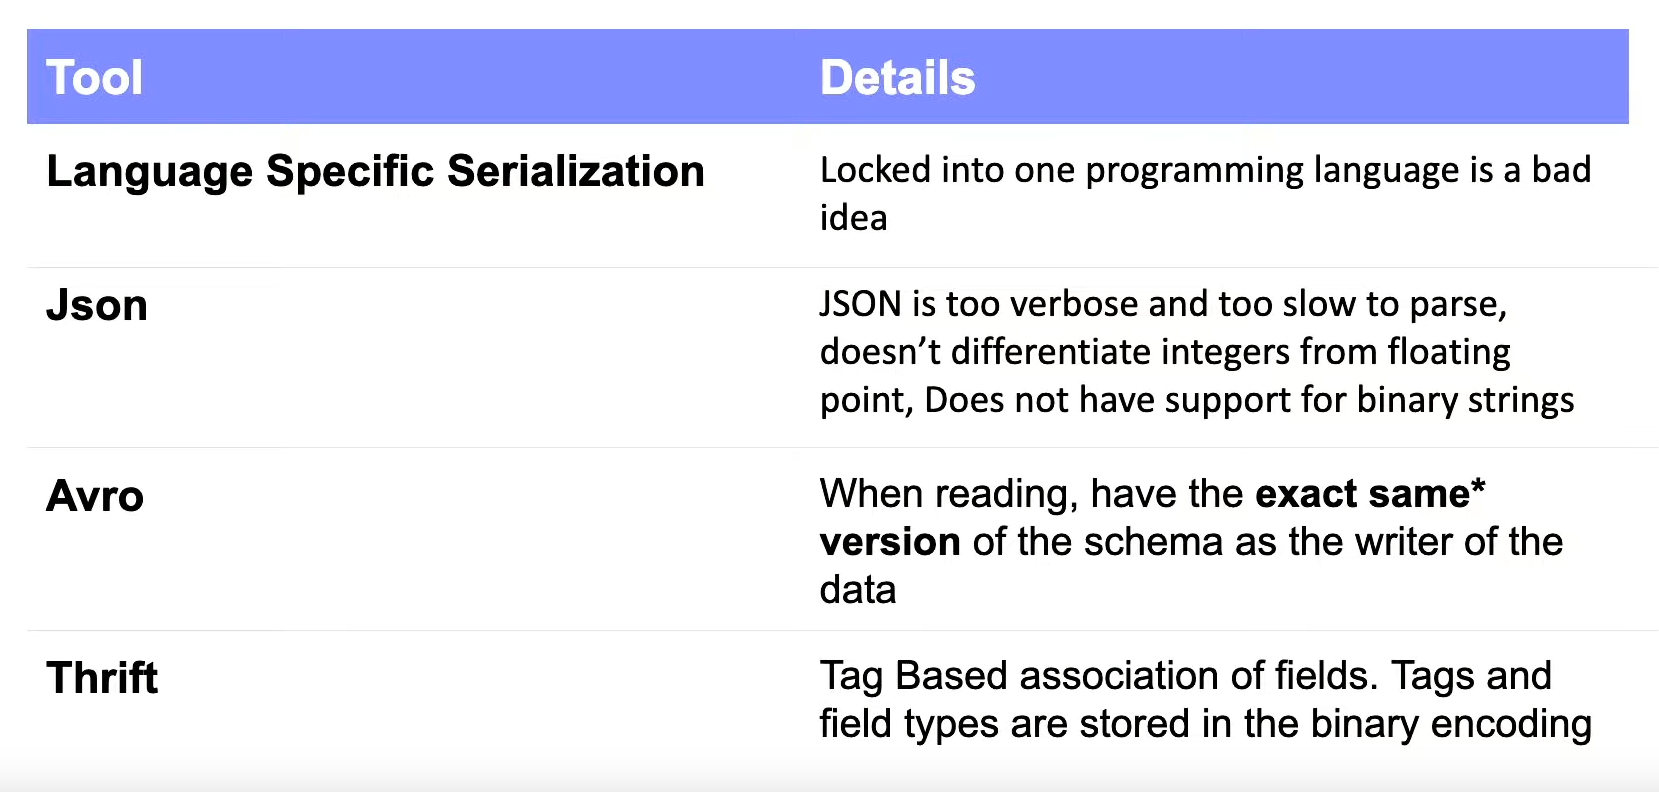 Tool Details
Language Specific Serialization Locked into one programming language is a bad
idea
Json JSON is too verbose and too slow to parse,
doesn’t differentiate integers from floating
point, Does not have support for binary strings
Avro When reading, have the exact same*
version of the schema as the writer of the
data
Thrift Tag Based association of fields. Tags and
field types are stored in the binary encoding